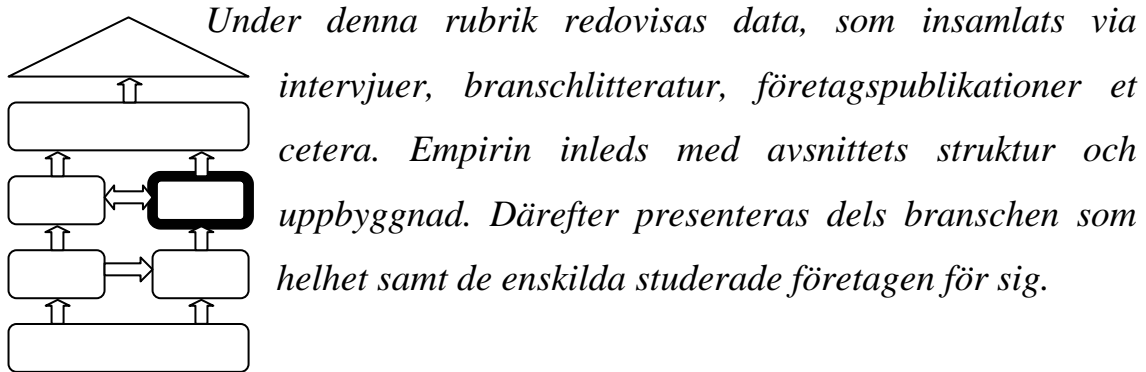 Under denna rubrik redovisas data, som insamlats via
intervjuer, branschlitteratur, företagspublikationer et
cetera. Empirin inleds med avsnittets struktur och
uppbyggnad. Därefter presenteras dels branschen som
helhet samt de enskilda studerade företagen för sig.